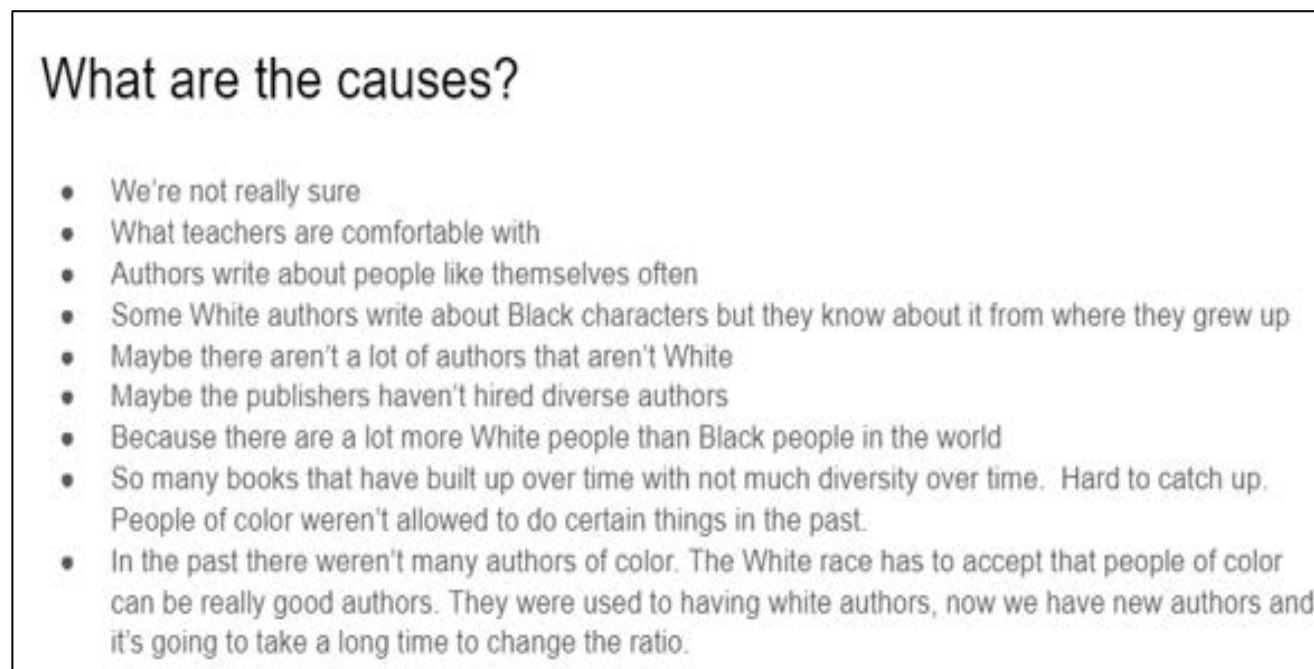 What are the causes?
● We're not really sure
● What teachers are comfortable with
● Authors write about people like themselves often
● Some White authors write about Black characters but they know about it from where they grew up
● Maybe there aren't a lot of authors that aren't White
● Maybe the publishers haven't hired diverse authors
● Because there are a lot more White people than Black people in the world
● So many books that have built up over time with not much diversity over time.  Hard to catch up.
People of color weren't allowed to do certain things in the past.
● In the past there weren't many authors of color. The White race has to accept that people of color
can be really good authors. They were used to having white authors, now we have new authors and
it's going to take a long time to change the ratio.